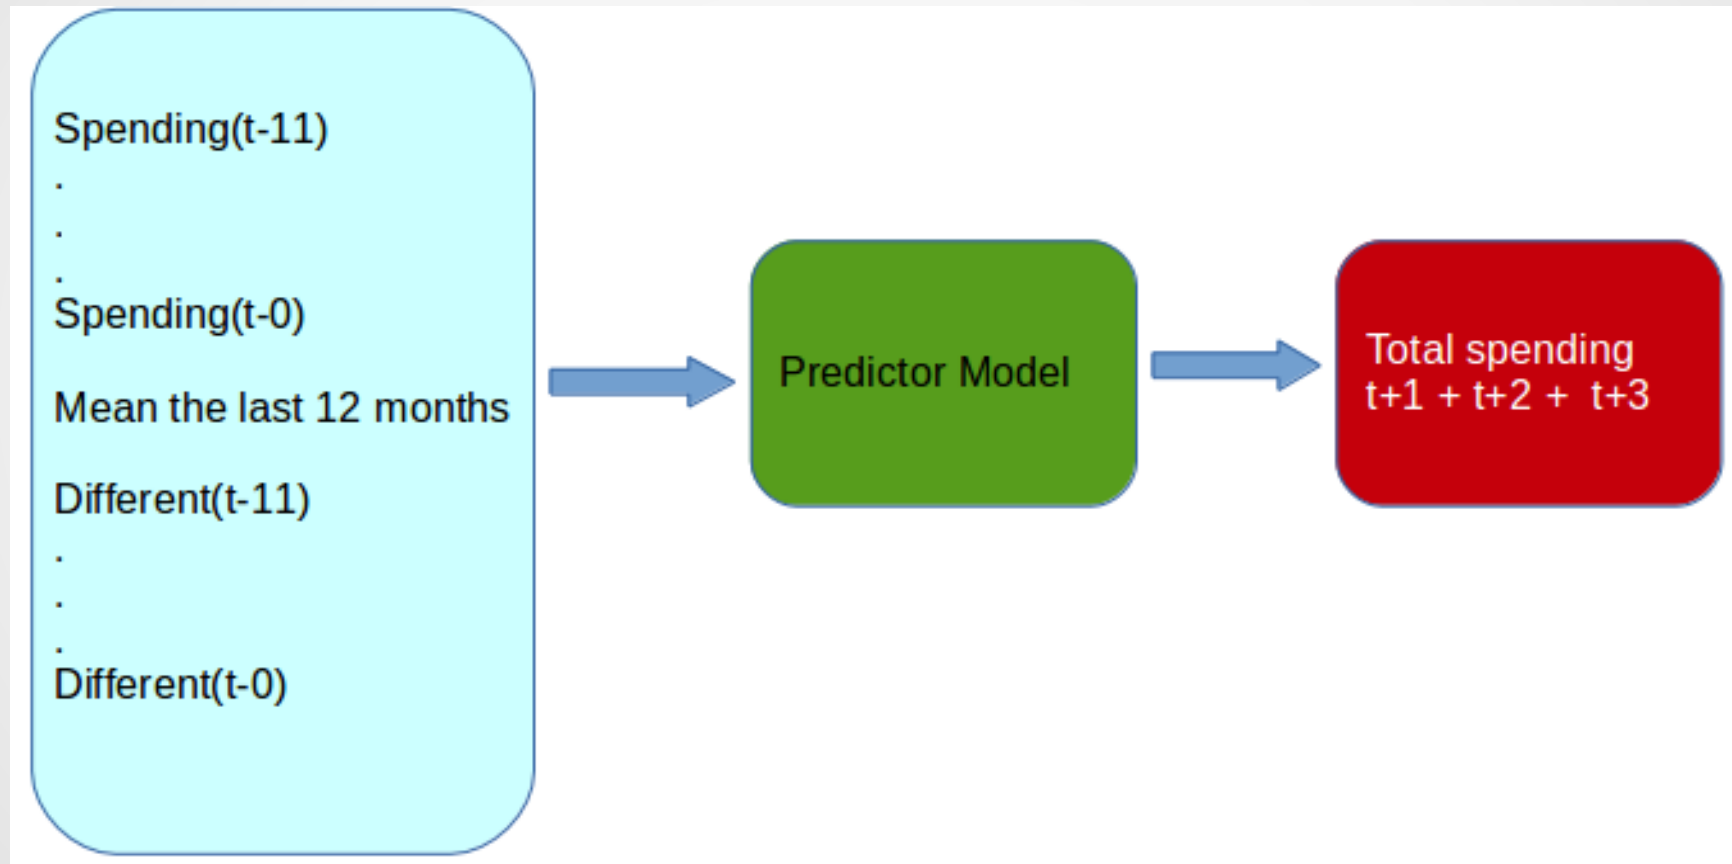 Spending(t-11)
.
.
.
Spending(t-0)
Mean the last 12 months
Different(t-11)
.
.
.
Different(t-0)
Predictor Model
Total spending
t+1 + t+2 +  t+3